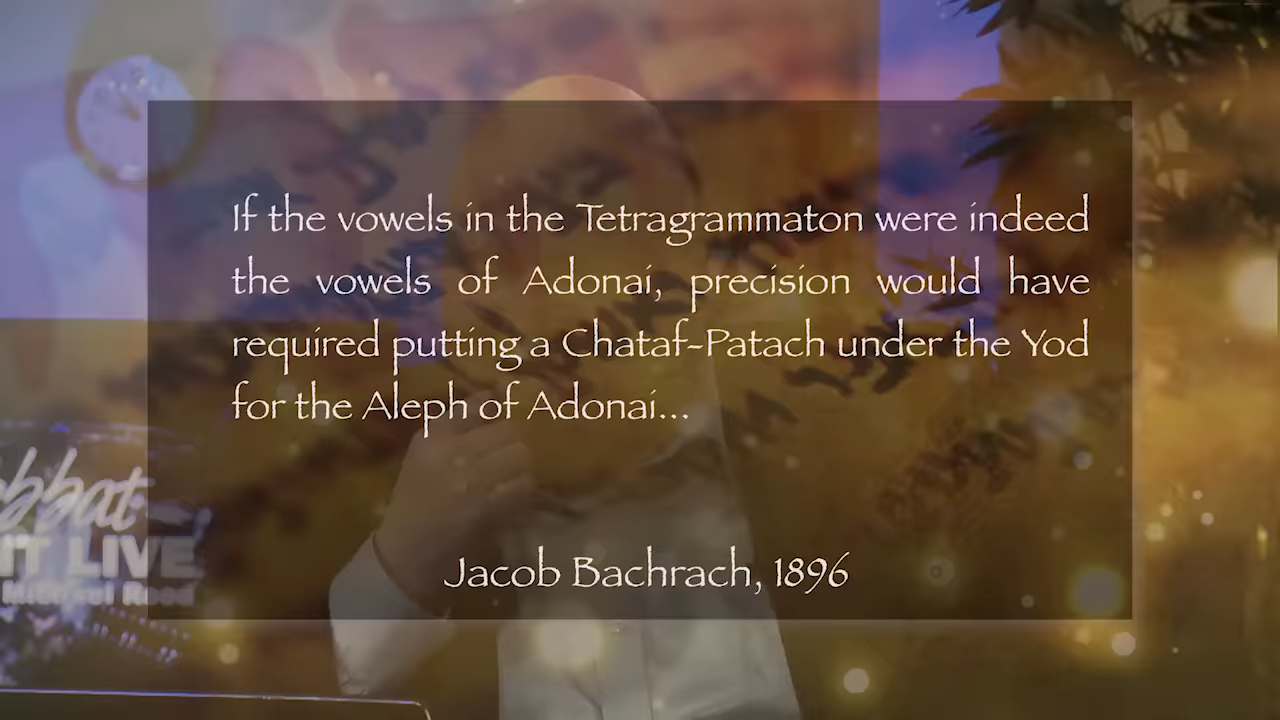 If the vowels in the Tetragrammaton were indeed
the vowels of Adonai, precision would have
required putting a Chataf-Patach under the Yod
for the Aleph of Adonai...
Jacob Bachrach, 1896
LIVE